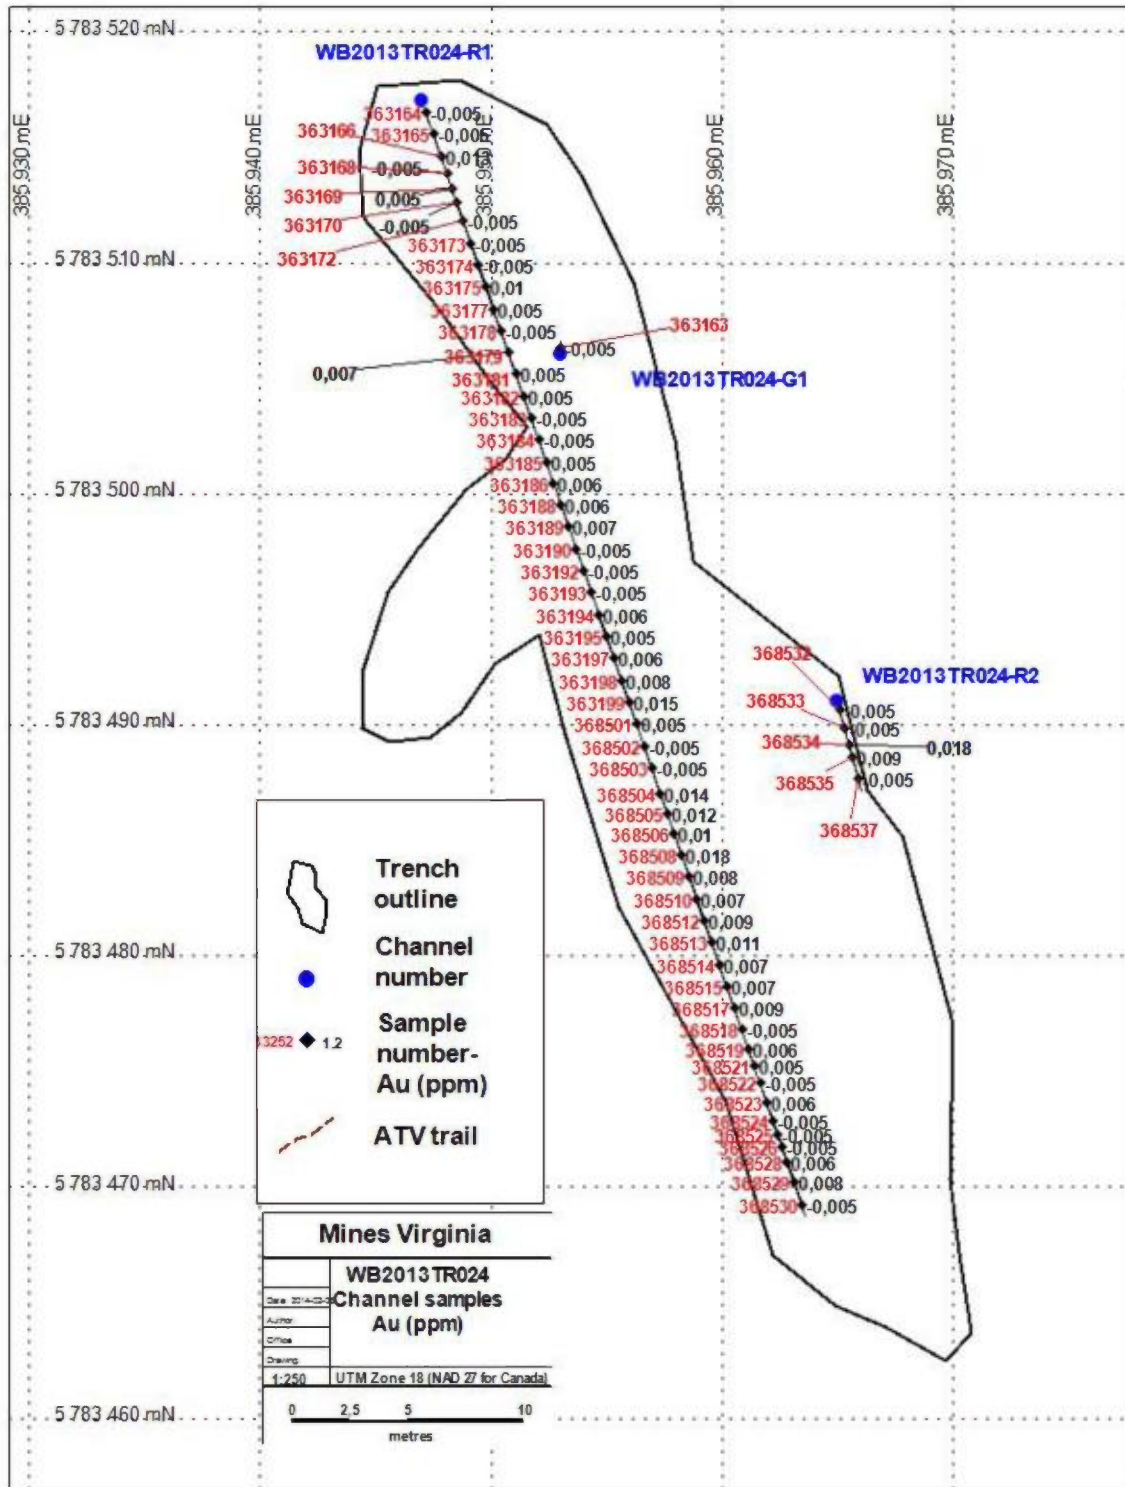 5 783 520 mN
WB2013TR024-R1
385.930 mE
385.940 mE
385.960 mE
385.970 mE
363164 -0,005
363166 363165 -0,005
0,013
363168 -0,005
363169 0,005
363170 -0,005
363172 -0,005
363173 -0,005
5 783 510 mN
363174 -0,005
363175 0,01
363177 0,005
363178 -0,005
363163
-0,005
363179
0,007
WB2013TR024-G1
363181 0,005
363182 0,005
363183 -0,005
363184 -0,005
363185 0,005
363186 0,006
5 783 500 mN
363188 0,006
363189 0,007
363190 -0,005
363192 -0,005
363193 -0,005
363194 0,006
363195 0,005
363197 0,006
363198 0,008
363199 0,015
368532
WB2013TR024-R2
368533 -0,005
-0,005
368534 0,018
368535 0,009
-0,005
368537
5 783 490 mN
368501 0,005
368502 -0,005
368503 -0,005
368504 0,014
368505 0,012
368506 0,01
368508 0,018
368509 0,008
368510 0,007
368512 0,009
368513 0,011
5 783 480 mN
368514 0,007
368515 0,007
368517 0,009
368518 -0,005
368519 0,006
368521 0,005
368522 -0,005
368523 0,006
368524 -0,005
368525 -0,005
368526 -0,005
368528 0,006
5 783 470 mN
368529 0,008
368530 -0,005
Trench
outline
Channel
number
3252 1.2
Sample
number-
Au (ppm)
ATV trail
Mines Virginia
WB2013TR024
Channel samples
Au (ppm)
Author
Office
Drawing
1:250 UTM Zone 18 (NAD 27 for Canada)
5 783 460 mN
0 2,5 5 10
metres